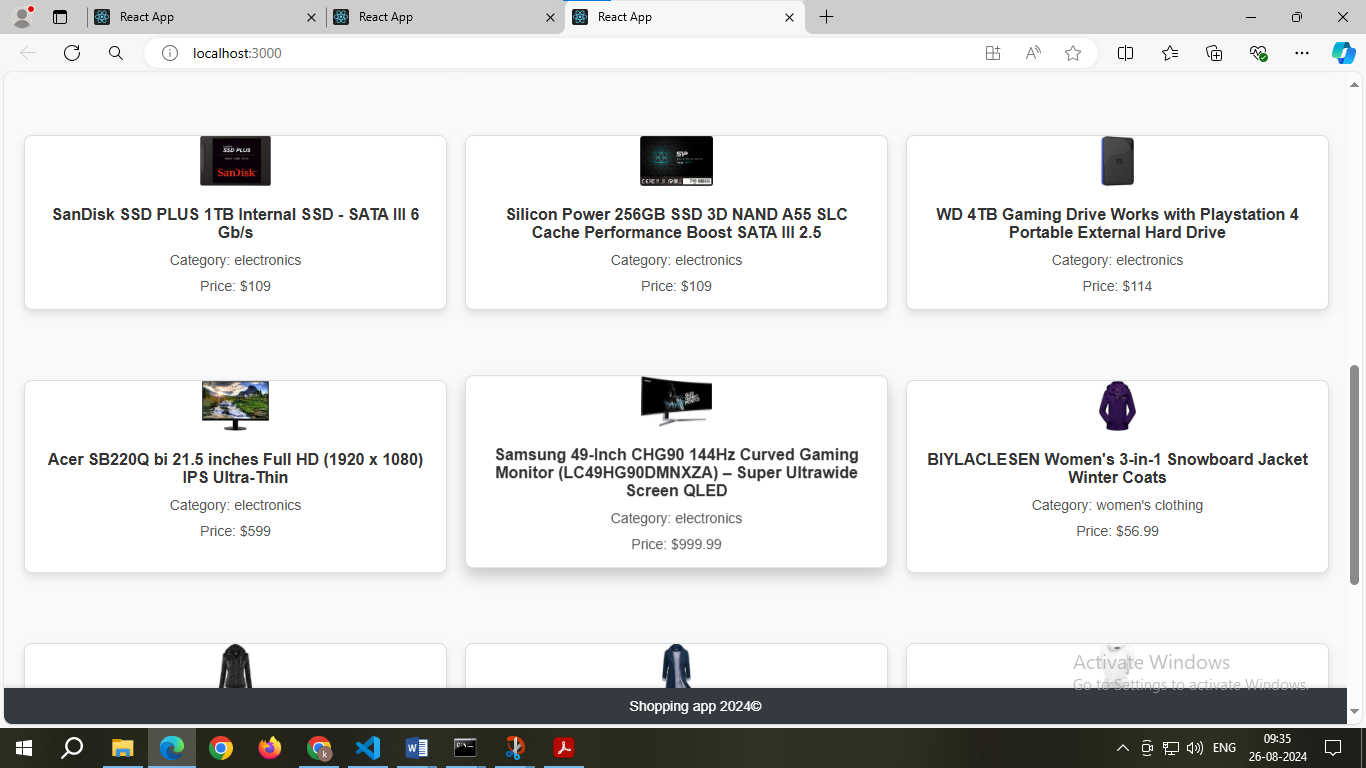 React App
React App
React App
localhost:3000
SSD PLUS
SanDisk
SanDisk SSD PLUS 1TB Internal SSD - SATA III 6
Gb/s
Category: electronics
Price: $109
SP
Silicon Power 256GB SSD 3D NAND A55 SLC
Cache Performance Boost SATA III 2.5
Category: electronics
Price: $109
WD 4TB Gaming Drive Works with Playstation 4
Portable External Hard Drive
Category: electronics
Price: $114
Acer SB220Q bi 21.5 inches Full HD (1920 x 1080)
IPS Ultra-Thin
Category: electronics
Price: $599
Samsung 49-Inch CHG90 144Hz Curved Gaming
Monitor (LC49HG90DMNXZA) – Super Ultrawide
Screen QLED
Category: electronics
Price: $999.99
BIYLACLESEN Women's 3-in-1 Snowboard Jacket
Winter Coats
Category: women's clothing
Price: $56.99
Activate Windows
Go to Settings to activate Windows.
Shopping app 2024©
ENG
09:35
26-08-2024